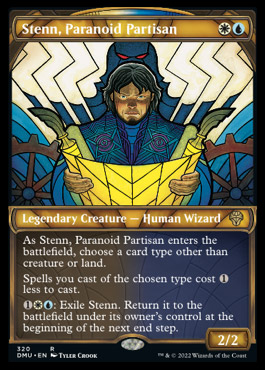 Stenn, Paranoid Partisan
Legendary Creature — Human Wizard
As Stenn, Paranoid Partisan enters the
battlefield, choose a card type other than
creature or land.
Spells you cast of the chosen type cost 1
less to cast.
1WU: Exile Stenn. Return it to the
battlefield under its owner's control at the
beginning of the next end step.
2/2
320 R
DMU • EN Tyler Crook
™ & © 2022 Wizards of the Coast